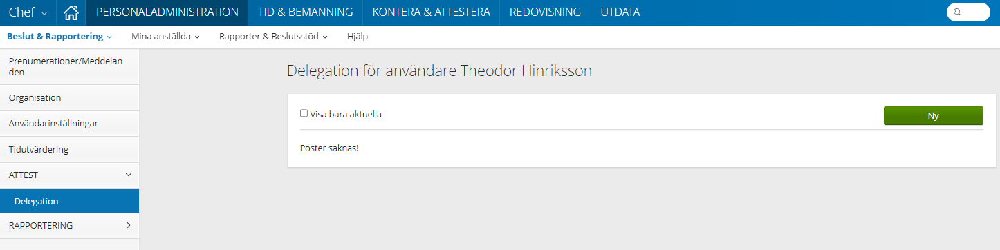 Chef PERSONALADMINISTRATION TID & BEMANNING KONTERA & ATTESTERA REDOVISNING UTDATA
Beslut & Rapportering Mina anställda Rapporter & Beslutsstöd Hjälp
Prenumerationer/Meddelan
den
Organisation
Användarinställningar
Tidutvärdering
ATTEST
Delegation
RAPPORTERING
Delegation för användare Theodor Hinriksson
Visa bara aktuella
Ny
Poster saknas!